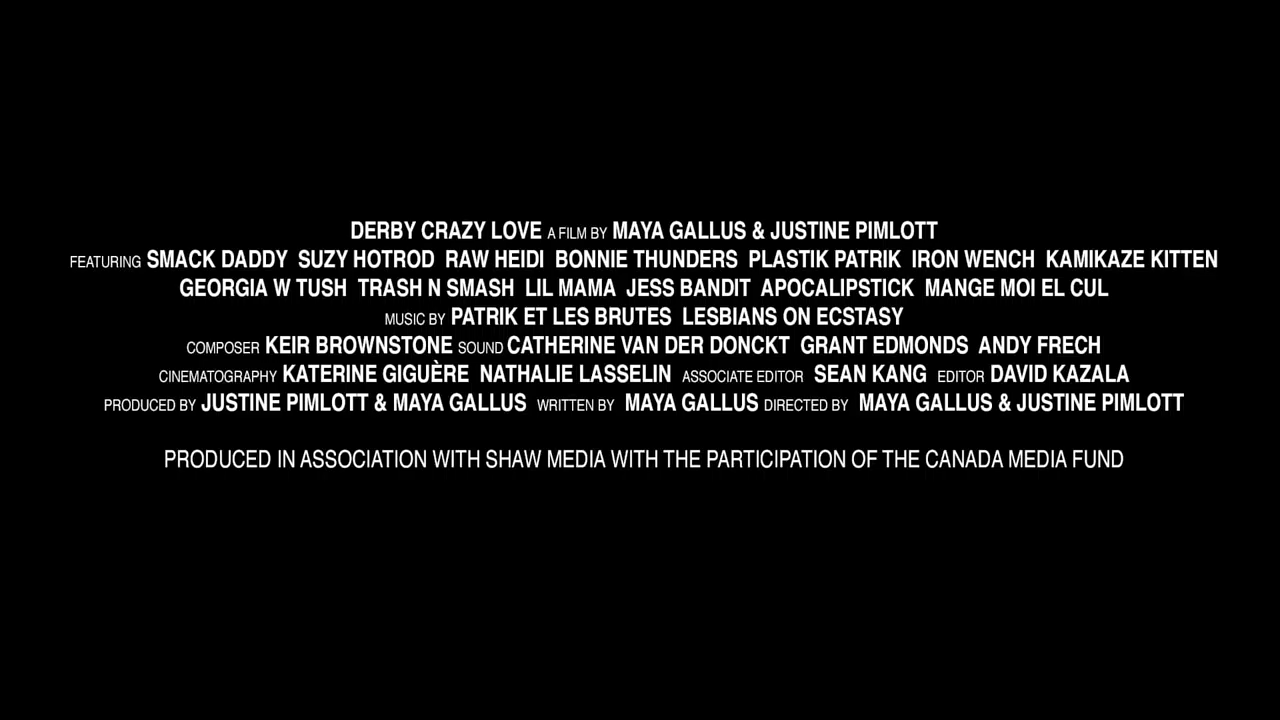 DERBY CRAZY LOVE A FILM BY MAYA GALLUS & JUSTINE PIMLOTT
FEATURING SMACK DADDY SUZY HOTROD RAW HEIDI BONNIE THUNDERS PLASTIK PATRIK IRON WENCH KAMIKAZE KITTEN
GEORGIA W TUSH TRASH N SMASH LIL MAMA JESS BANDIT APOCALIPSTICK MANGE MOI EL CUL
MUSIC BY PATRIK ET LES BRUTES LESBIANS ON ECSTASY
COMPOSER KEIR BROWNSTONE SOUND CATHERINE VAN DER DONCKT GRANT EDMONDS ANDY FRECH
CINEMATOGRAPHY KATERINE GIGUÈRE NATHALIE LASSELIN ASSOCIATE EDITOR SEAN KANG EDITOR DAVID KAZALA
PRODUCED BY JUSTINE PIMLOTT & MAYA GALLUS WRITTEN BY MAYA GALLUS DIRECTED BY MAYA GALLUS & JUSTINE PIMLOTT
PRODUCED IN ASSOCIATION WITH SHAW MEDIA WITH THE PARTICIPATION OF THE CANADA MEDIA FUND